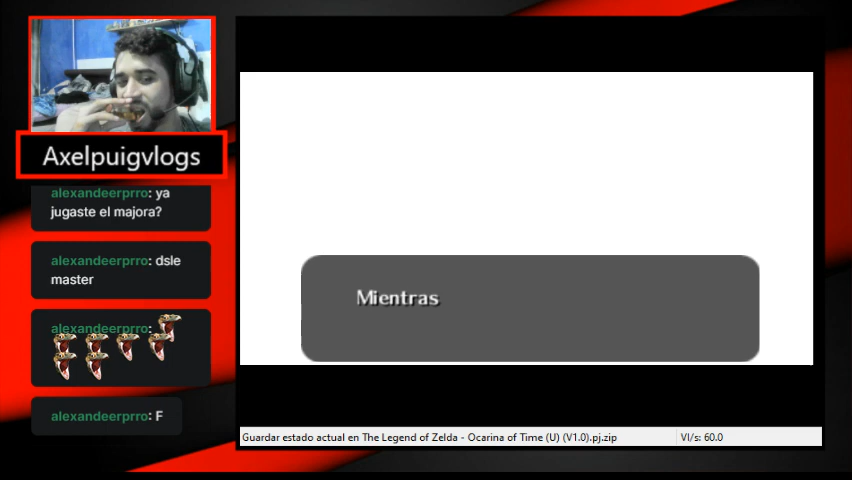 Axelpuigvlogs
alexandeerprro: ya
jugaste el majora?
alexandeerprro: dsle
master
alexandeerprro:
alexandeerprro: F
Mientras
Guardar estado actual en The Legend of Zelda - Ocarina of Time (U) (V1.0).pj.zip
VI/s: 60.0